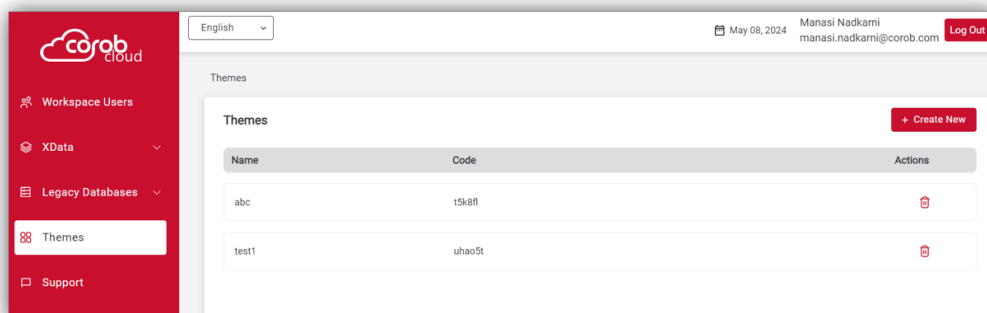 corob
cloud
English
May 08, 2024
Manasi Nadkarni
manasi.nadkarni@corob.com
Log Out
Workspace Users
XData
Legacy Databases
Themes
Support
Themes
Themes
+ Create New
Name Code Actions
abc t5k8fl
test1 uhao5t